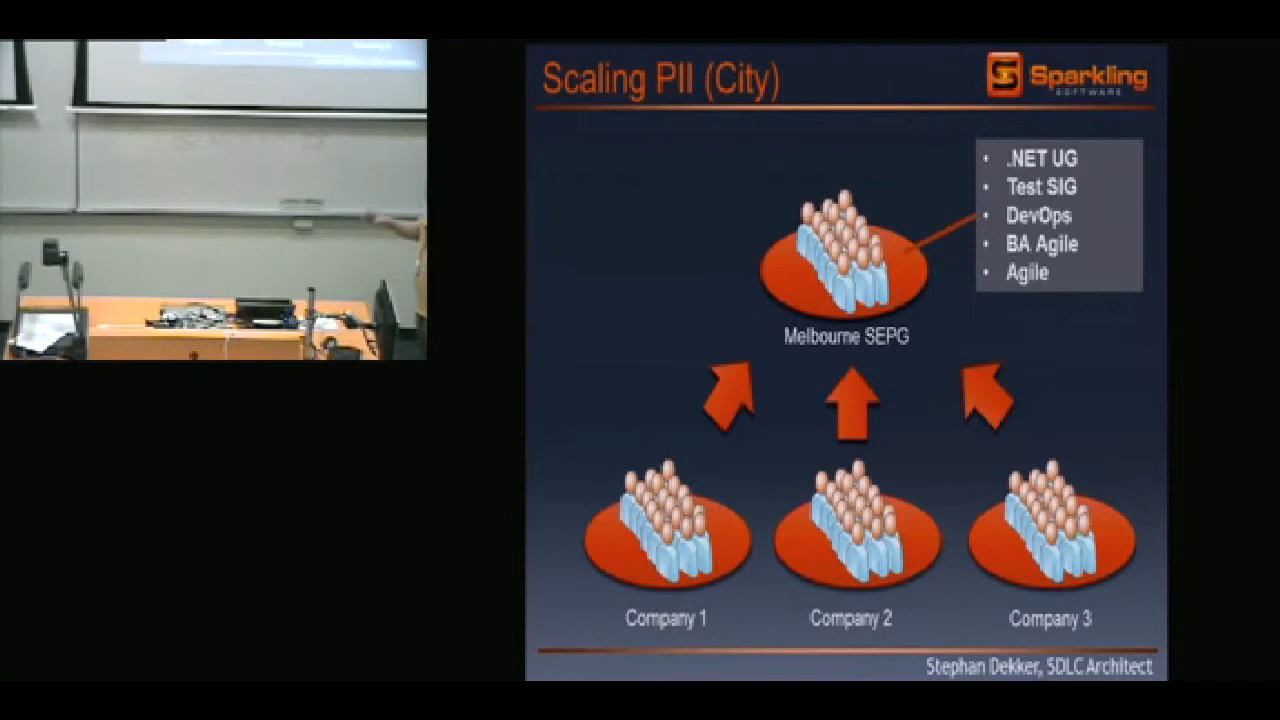 Scaling PII (City)
Sparkling
SOFTWARE
• .NET UG
• Test SIG
• DevOps
• BA Agile
• Agile
Melbourne SEPG
Company 1
Company 2
Company 3
Stephan Dekker, SDLC Architect